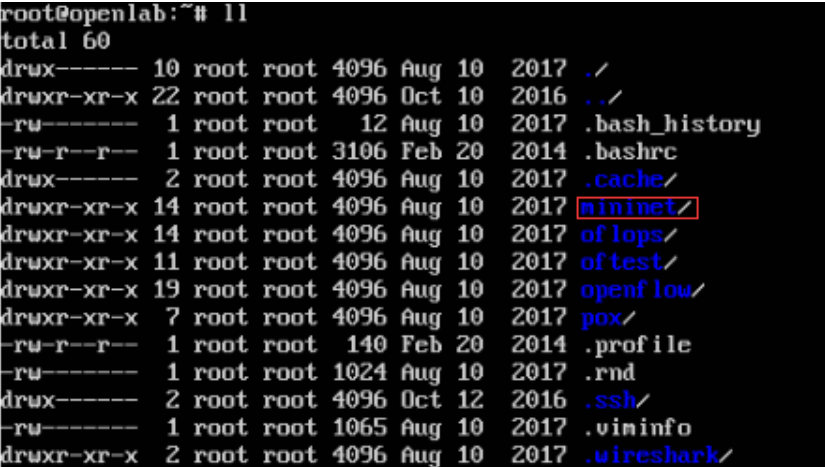 root@openlab:~# ll
total 60
drwx------ 10 root root 4096 Aug 10  2017 ./
drwxr-xr-x 22 root root 4096 Oct 10  2016 ../
-rw-------  1 root root   12 Aug 10  2017 .bash_history
-rw-r--r--  1 root root 3106 Feb 20  2014 .bashrc
drwx------  2 root root 4096 Aug 10  2017 .cache/
drwxr-xr-x 14 root root 4096 Aug 10  2017 mininet/
drwxr-xr-x 14 root root 4096 Aug 10  2017 oflops/
drwxr-xr-x 11 root root 4096 Aug 10  2017 oftest/
drwxr-xr-x 19 root root 4096 Aug 10  2017 openflow/
drwxr-xr-x  7 root root 4096 Aug 10  2017 pox/
-rw-r--r--  1 root root  140 Feb 20  2014 .profile
-rw-------  1 root root 1024 Aug 10  2017 .rnd
drwx------  2 root root 4096 Oct 12  2016 .ssh/
-rw-------  1 root root 1065 Aug 10  2017 .viminfo
drwxr-xr-x  2 root root 4096 Aug 10  2017 .wireshark/